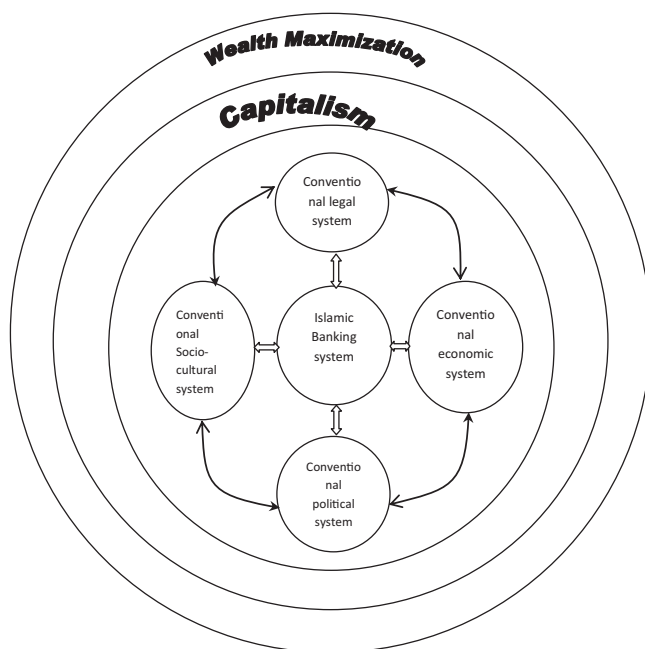 Wealth Maximization
Capitalism
Conventio
nal legal
system
Conventi
onal
Socio-
cultural
system
Islamic
Banking
system
Conventio
nal
economic
system
Conventio
nal
political
system